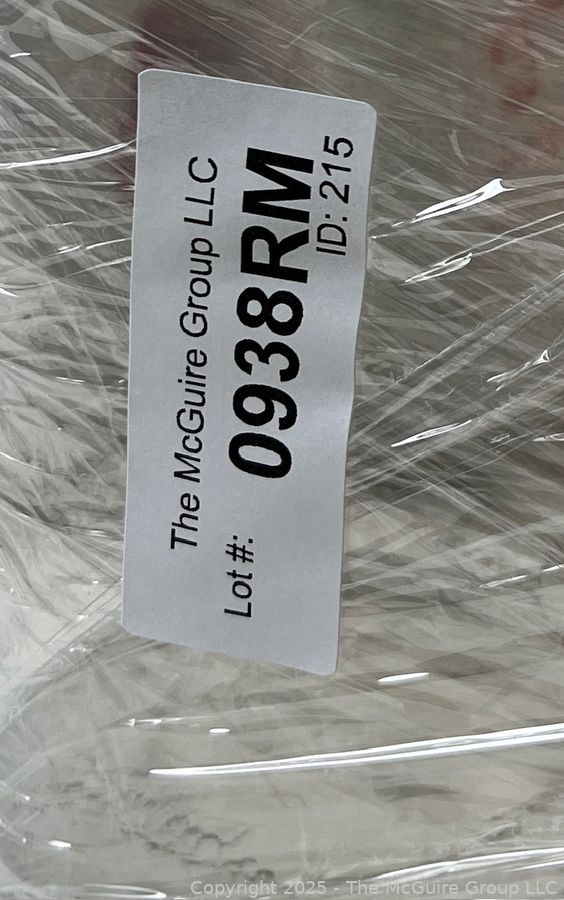 The McGuire Group LLC
Lot #: 0938RM
ID: 215
Copyright 2025 - The McGuire Group LLC